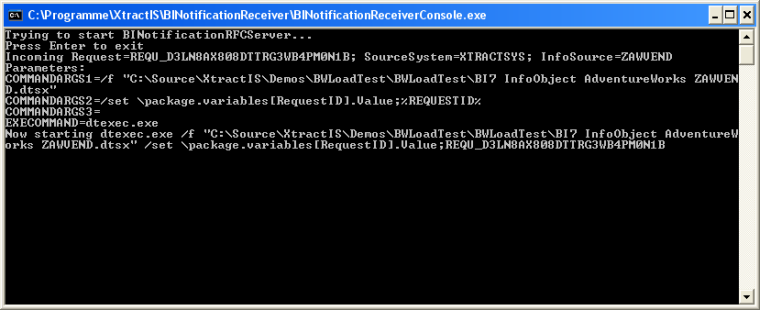 C:\Programme\XtractIS\BINotificationReceiver\BINotificationReceiverConsole.exe
Trying to start BINotificationRFCServer...
Press Enter to exit
Incoming Request=REQU_D3LN8AX808DTTRG3WB4PM0N1B; SourceSystem=XTRACTSYS; InfoSource=ZAWVEND
Parameters:
COMMANDARGS1=/f "C:\Source\XtractIS\Demos\BWLoadTest\BWLoadTest\BI7 InfoObject AdventureWorks ZAWVEN
D.dtsx"
COMMANDARGS2=/set \package.variables[RequestID].Value;%REQUESTID%
COMMANDARGS3=
EXECOMMAND=dtexec.exe
Now starting dtexec.exe /f "C:\Source\XtractIS\Demos\BWLoadTest\BWLoadTest\BI7 InfoObject AdventureW
orks ZAWVEND.dtsx" /set \package.variables[RequestID].Value;REQU_D3LN8AX808DTTRG3WB4PM0N1B